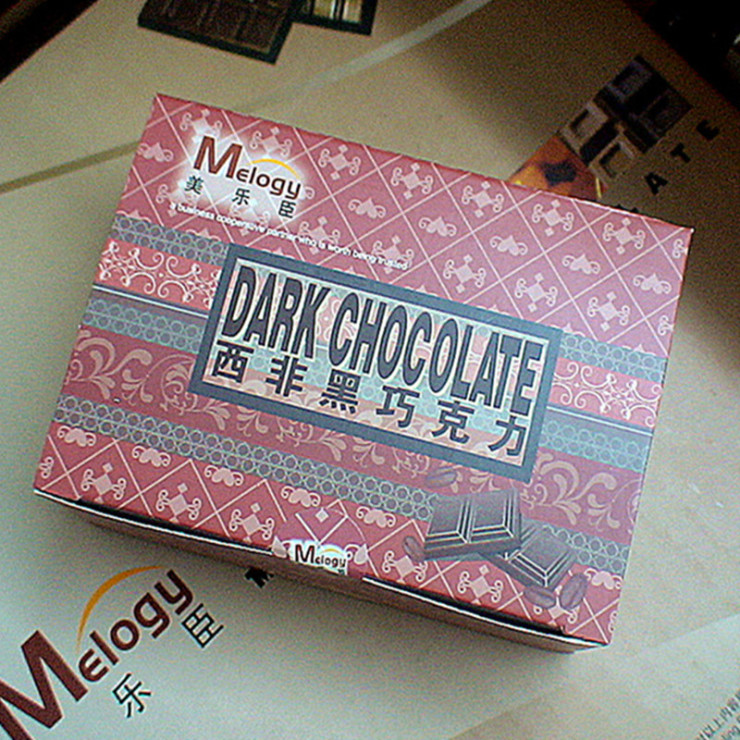 Melogy
美乐臣
a business cooperative partner who is worth being trusted
DARK CHOCOLATE
西非黑巧克力
Melogy
Melogy
乐臣
ATE